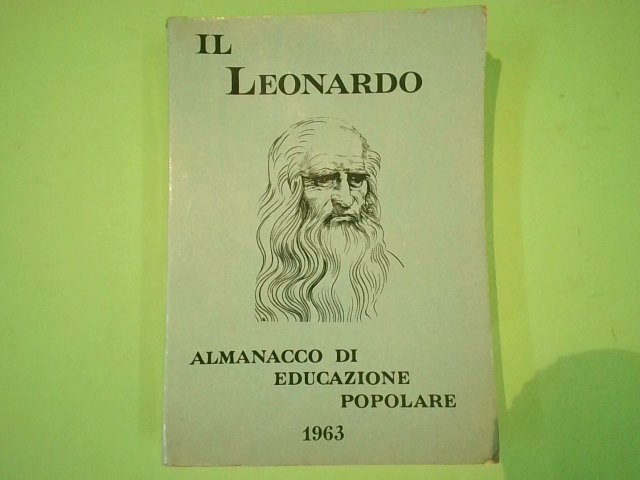 IL
LEONARDO
ALMANACCO DI
EDUCAZIONE
POPOLARE
1963